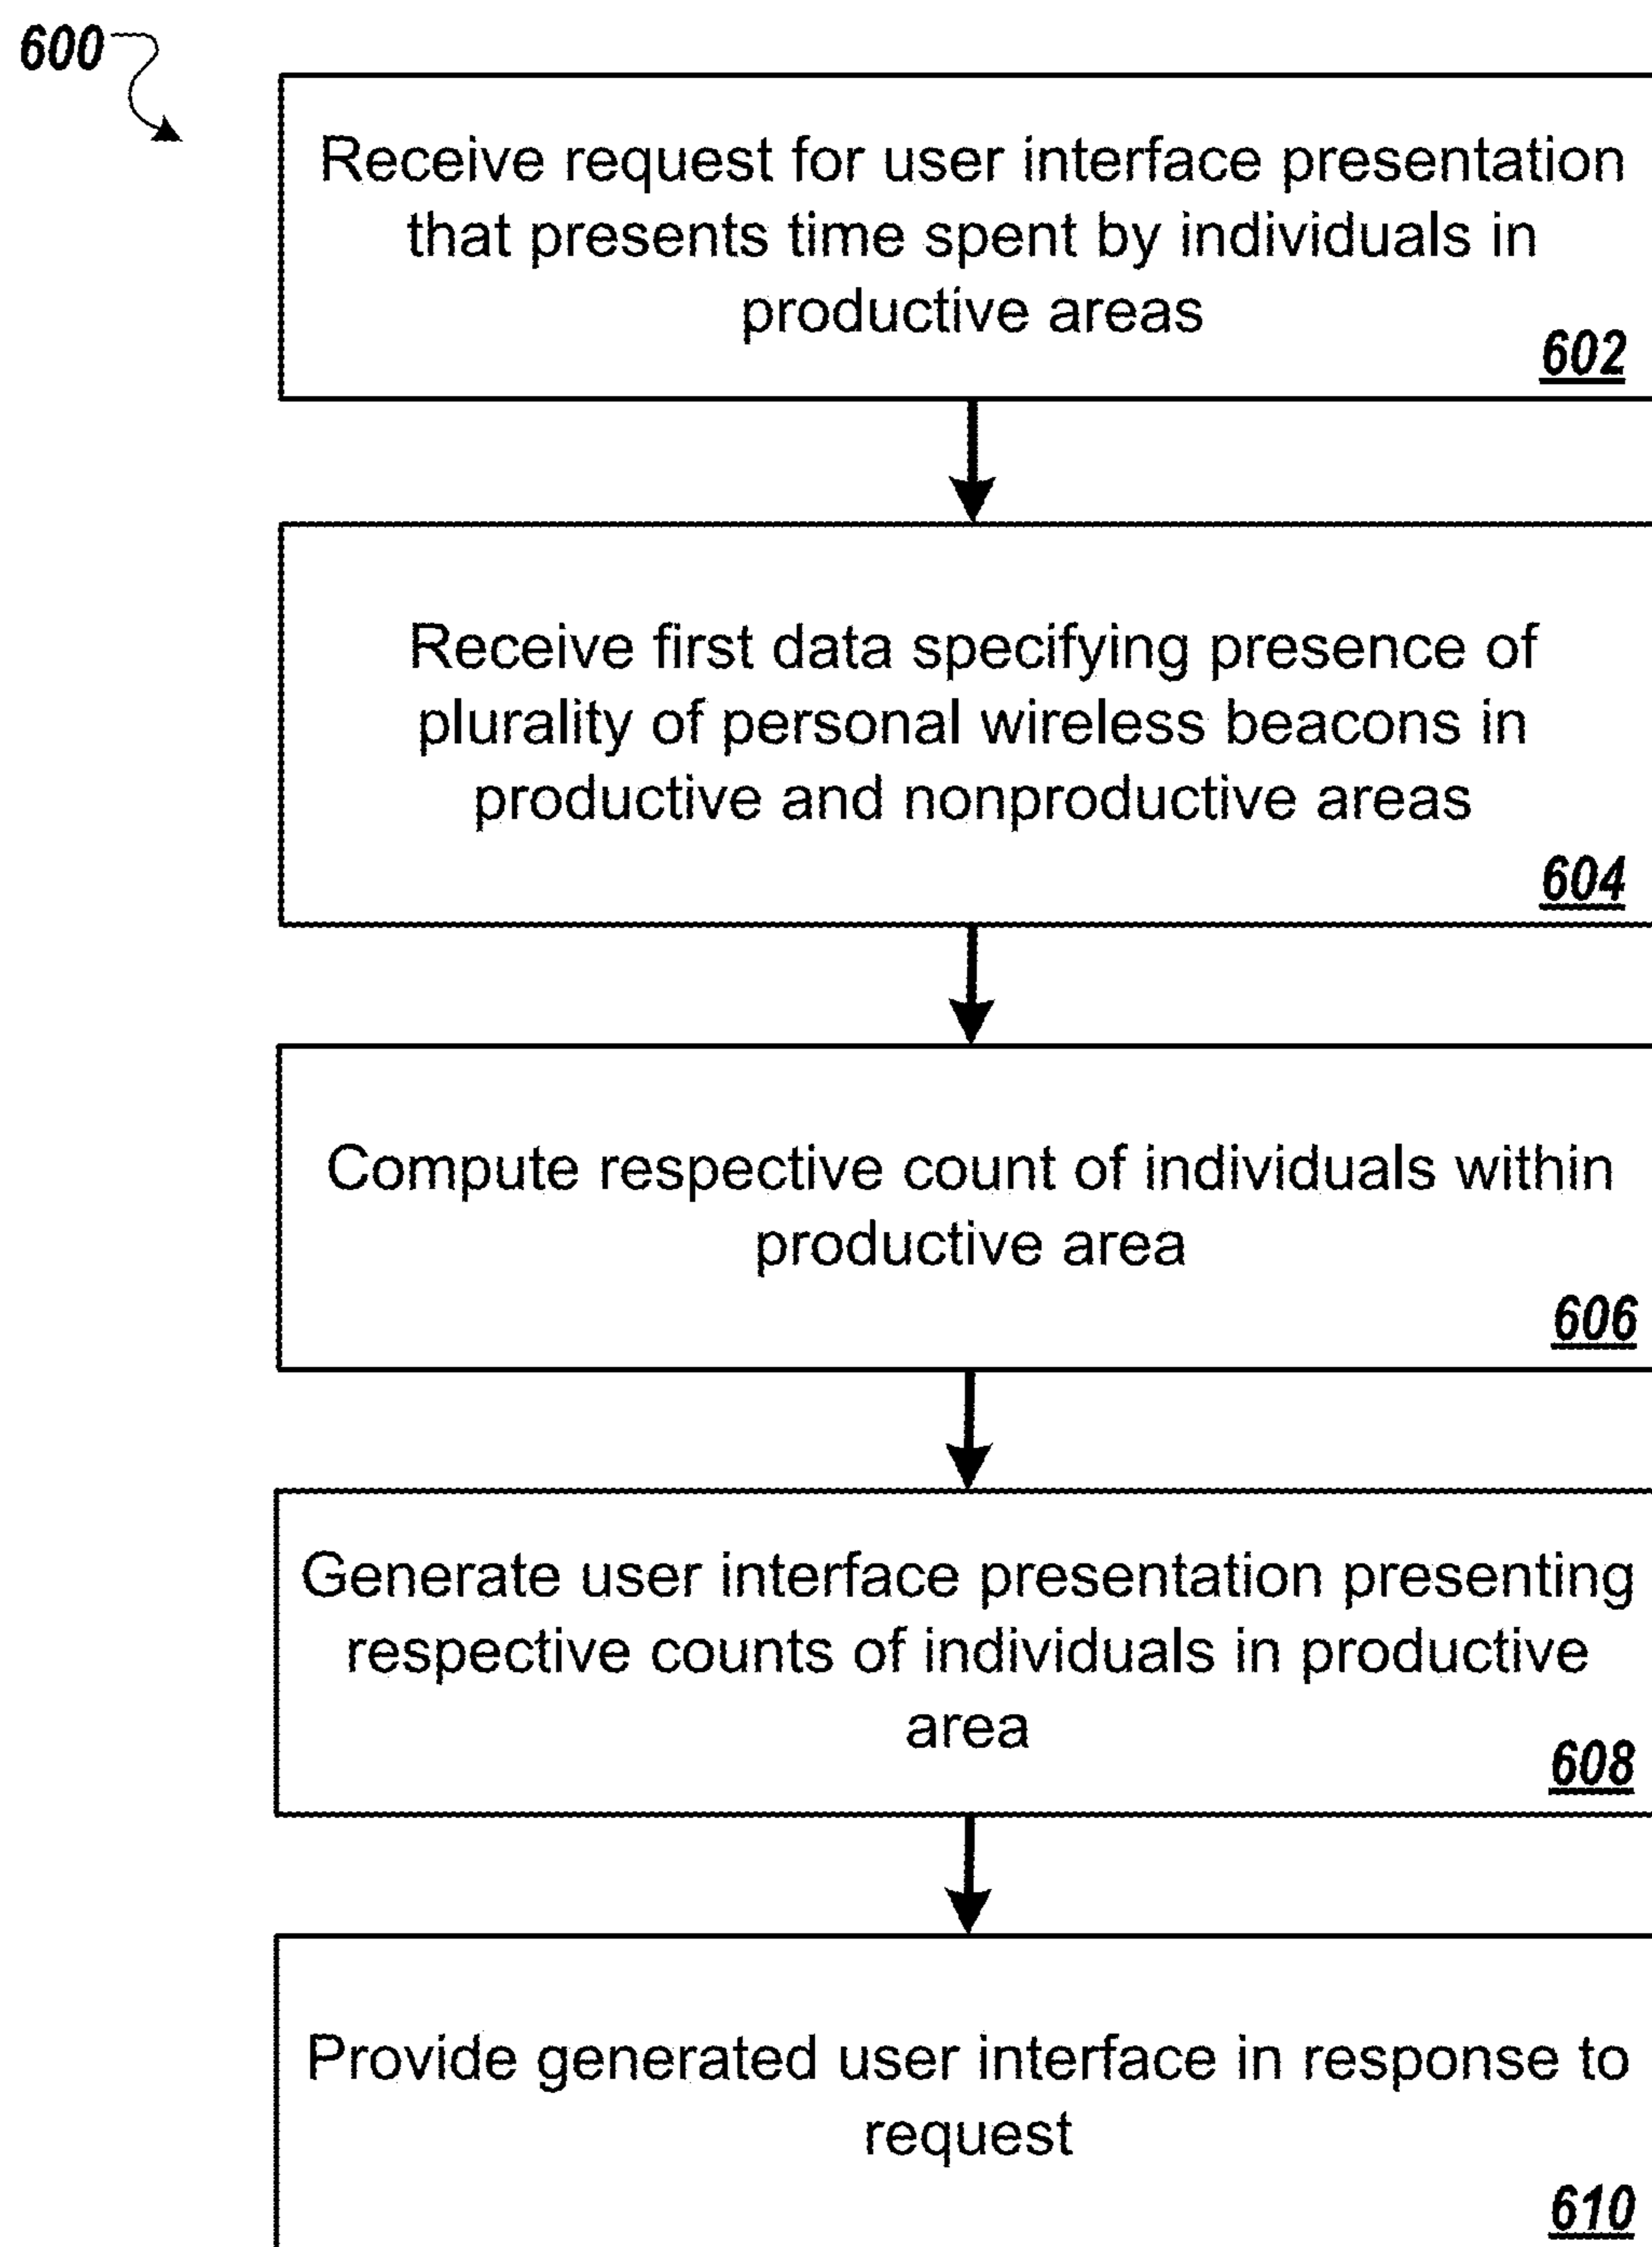 600
Receive request for user interface presentation
that presents time spent by individuals in
productive areas
602
Receive first data specifying presence of
plurality of personal wireless beacons in
productive and nonproductive areas
604
Compute respective count of individuals within
productive area
606
Generate user interface presentation presenting
respective counts of individuals in productive
area
608
Provide generated user interface in response to
request
610